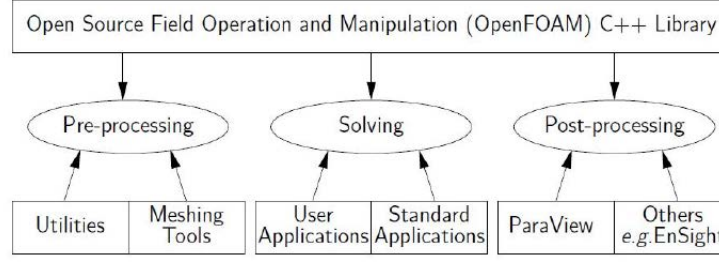 Open Source Field Operation and Manipulation (OpenFOAM) C++ Library
Pre-processing
Solving
Post-processing
Utilities
Meshing
Tools
User
Applications
Standard
Applications
ParaView
Others
e.g.EnSight